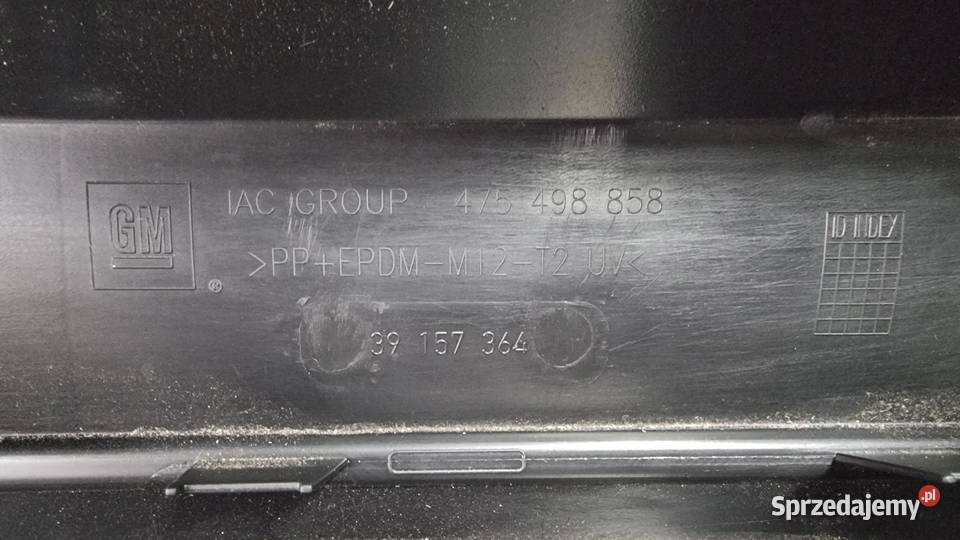 GM
®
IAC GROUP 475 498 858
>PP+EPDM-M12-T2 UV<
39 157 364
ID INDEX
Sprzedajemy.pl